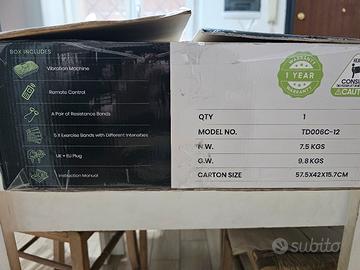 BOX INCLUDES
Vibration Machine
Remote Control
A Pair of Resistance Bands
5 X Exercise Bands with Different Intensities
UK + EU Plug
Instruction Manual
WARRANTY
1 YEAR
WARRANTY
CAUT
QTY 1
MODEL NO. TD006C-12
N.W. 7.5 KGS
G.W. 9.8 KGS
CARTON SIZE 57.5X42X15.7CM
subito